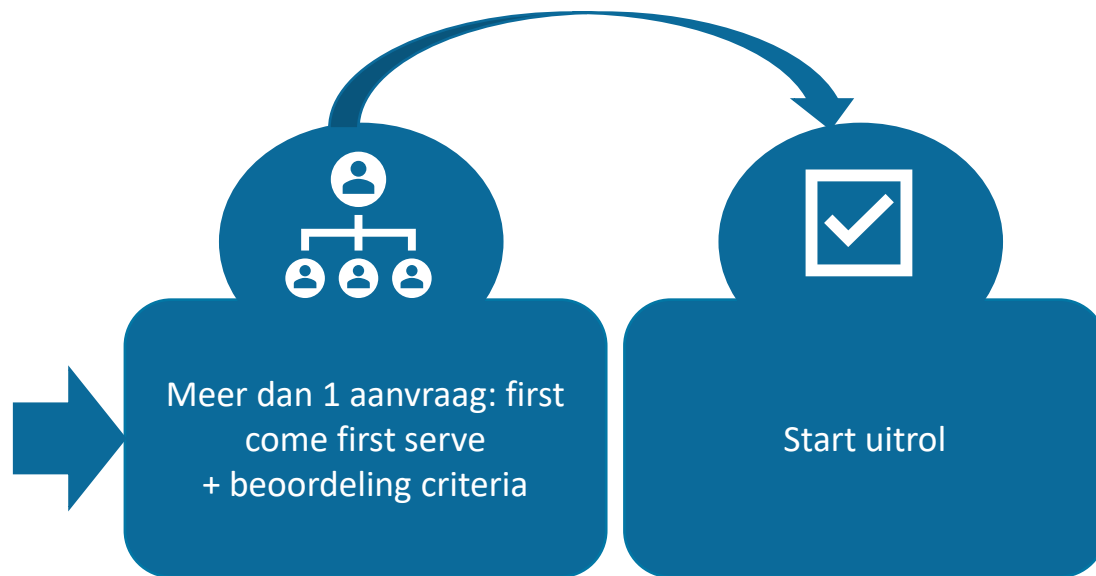 Meer dan 1 aanvraag: first
come first serve
+ beoordeling criteria
Start uitrol